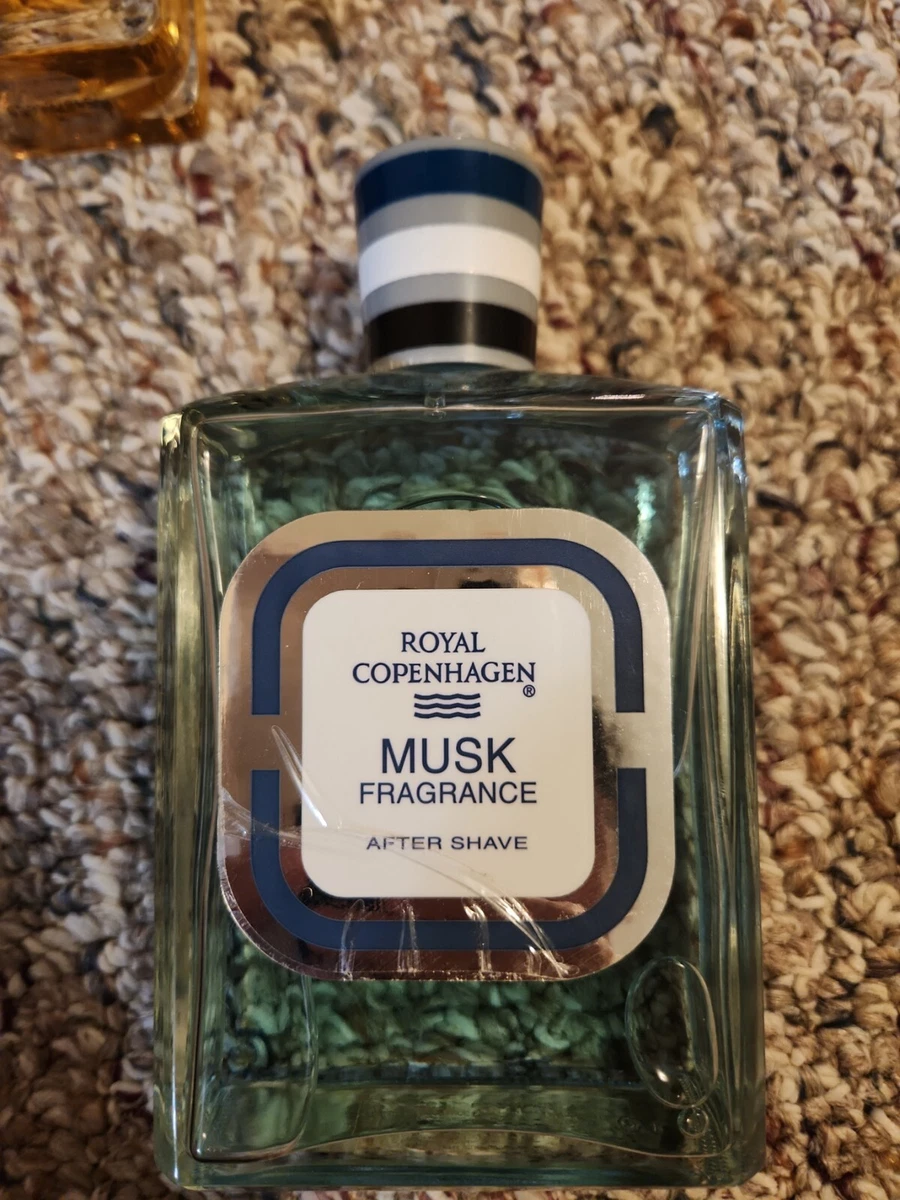 ROYAL
COPENHAGEN®
MUSK
FRAGRANCE
AFTER SHAVE